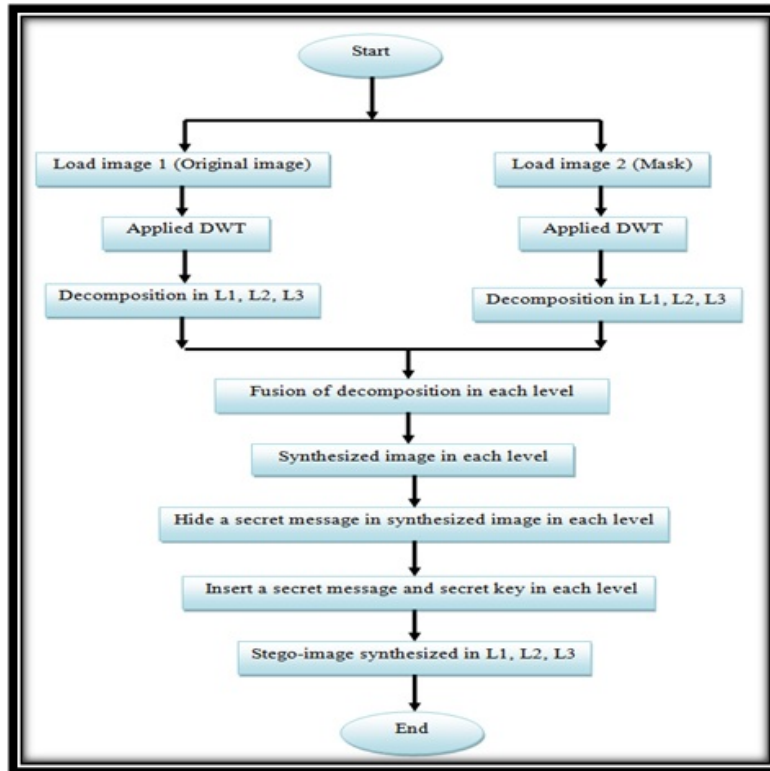 Start
Load image 1 (Original image)
Load image 2 (Mask)
Applied DWT
Applied DWT
Decomposition in L1, L2, L3
Decomposition in L1, L2, L3
Fusion of decomposition in each level
Synthesized image in each level
Hide a secret message in synthesized image in each level
Insert a secret message and secret key in each level
Stego-image synthesized in L1, L2, L3
End